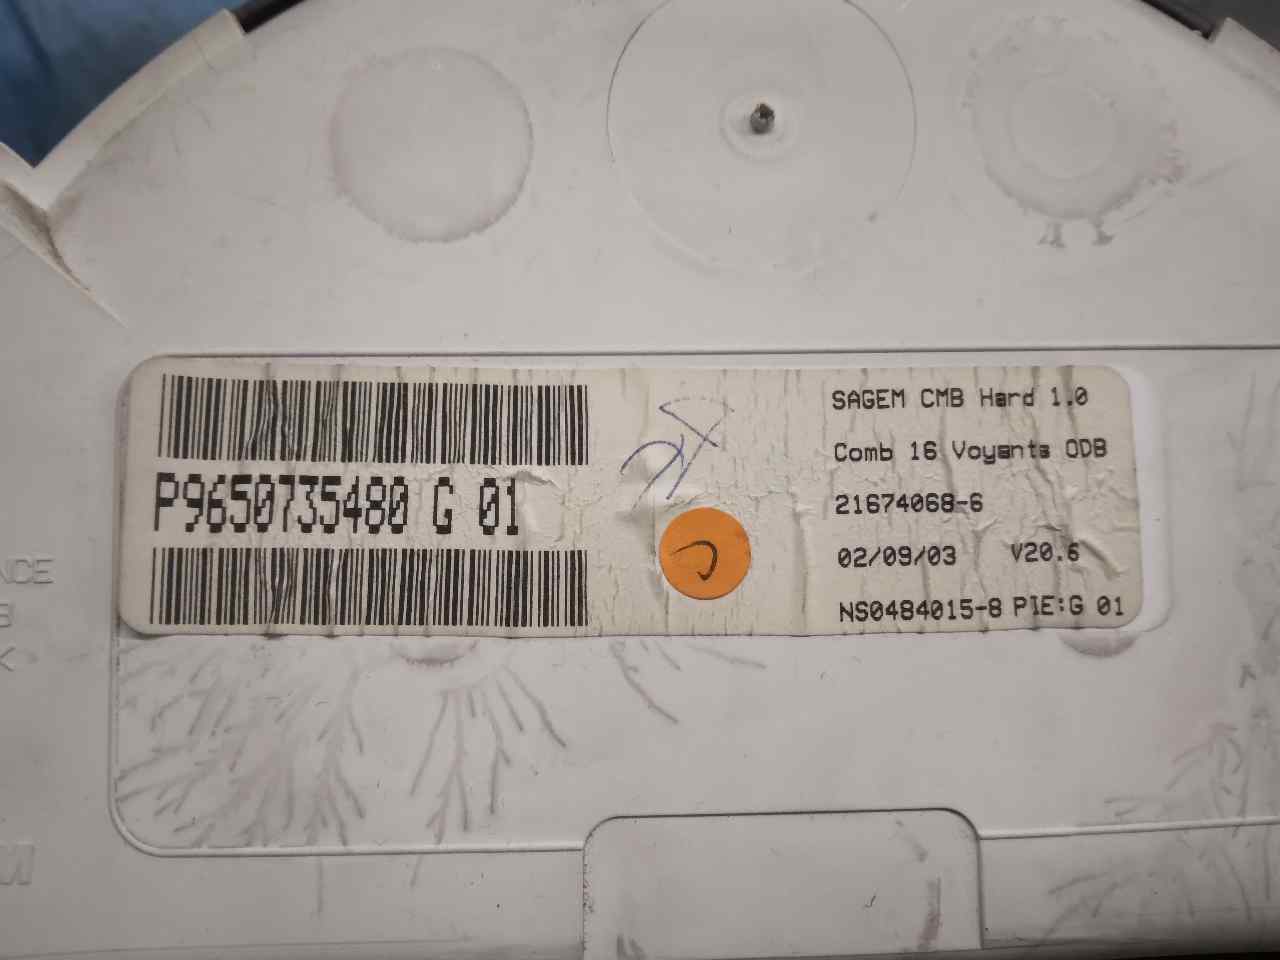 P9650735480 G 01
SAGEM CMB Hard 1.0
Comb 16 Voyants ODB
21674068-6
02/09/03 V20.6
NS0484015-8 PIE:G 01
NCE